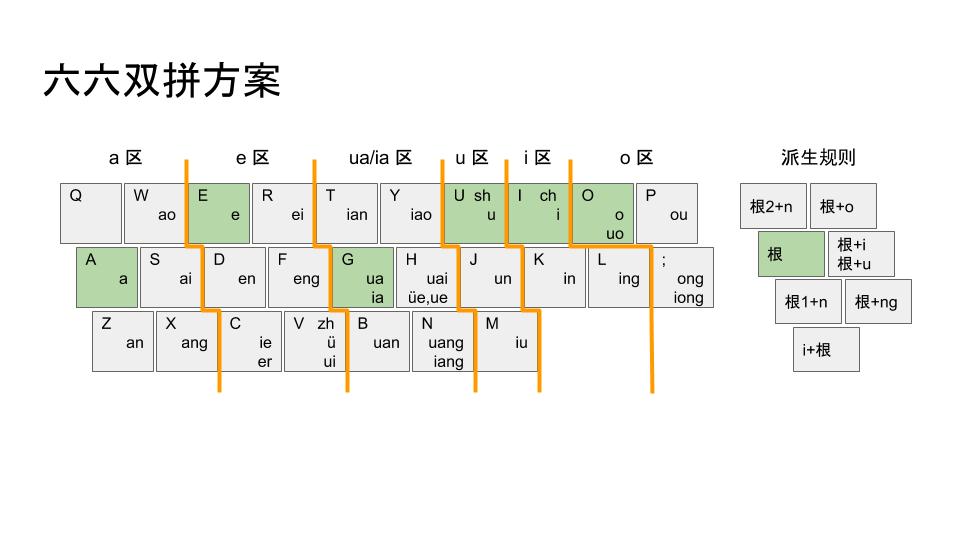 六六双拼方案
a 区 e 区 ua/ia 区 u 区 i 区 o 区 派生规则
Q W E R T Y U sh I ch O P
ao e ei ian iao u i o ou
uo
A S D F G H J K L ;
a ai en eng ua uai un in ing ong
ia üe,ue iong
Z X C V zh B N M
an ang ie ü uan uang iu
er ui iang
根2+n 根+o
根 根+i
根+u
根1+n 根+ng
i+根